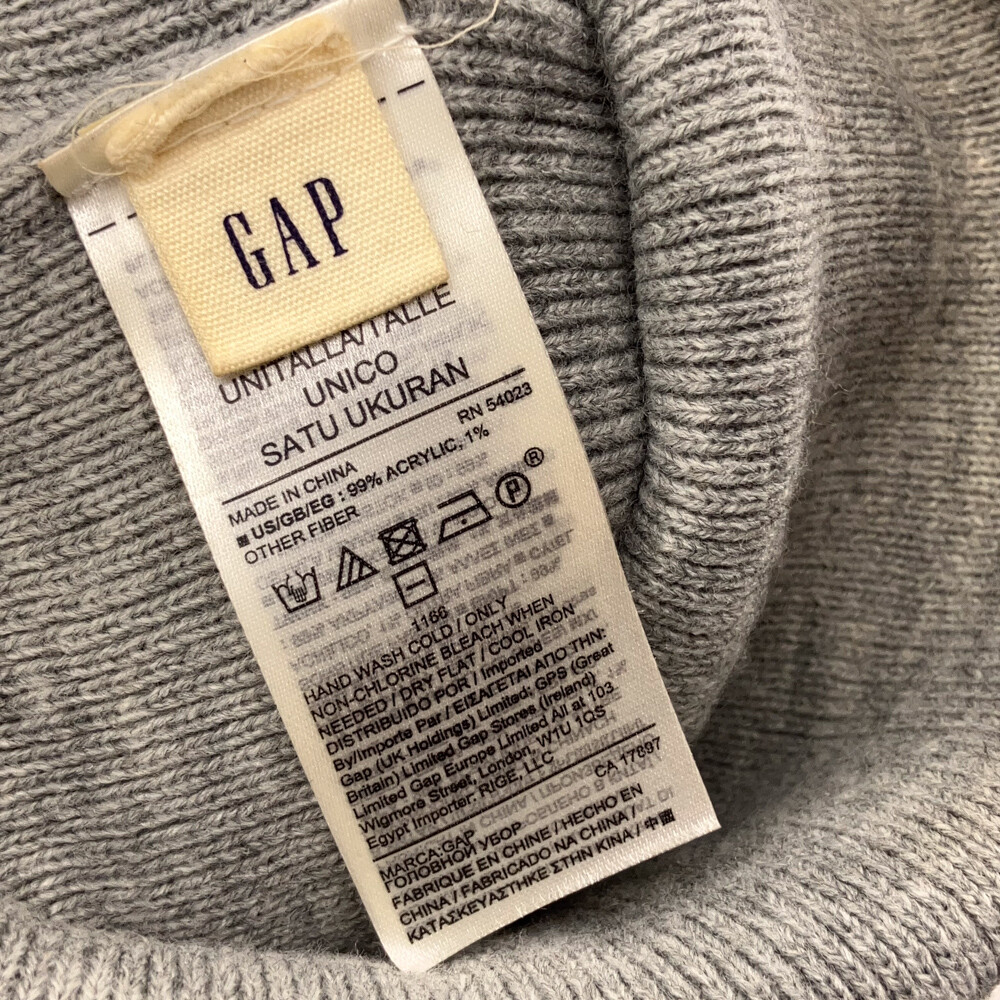 GAP
UNITALLA/TALLE
UNICO
SATU UKURAN
RN 54023
MADE IN CHINA
■ US/GB/EG : 99% ACRYLIC, 1%
OTHER FIBER
P ®
1166
HAND WASH COLD / ONLY
NON-CHLORINE BLEACH WHEN
NEEDED / DRY FLAT / COOL IRON
DISTRIBUIDO POR / Imported
By/Importe Par / ΕΙΣΑΓΕΤΑΙ ΑΠΟ ΤΗΝ:
Gap (UK Holdings) Limited; GPS (Great
Britain) Limited Gap Stores (Ireland)
Limited Gap Europe Limited All at 103
Wigmore Street, London, W1U 1QS
Egypt Importer, RIGE, LLC
CA 17897
MARCA:GAP
ГОЛОВНОЙ УБОР
FABRIQUE EN CHINE / HECHO EN
CHINA / FABRICADO NA CHINA / 中國
ΚΑΤΑΣΚΕΥΑΣΤΗΚΕ ΣΤΗΝ ΚΙΝΑ /